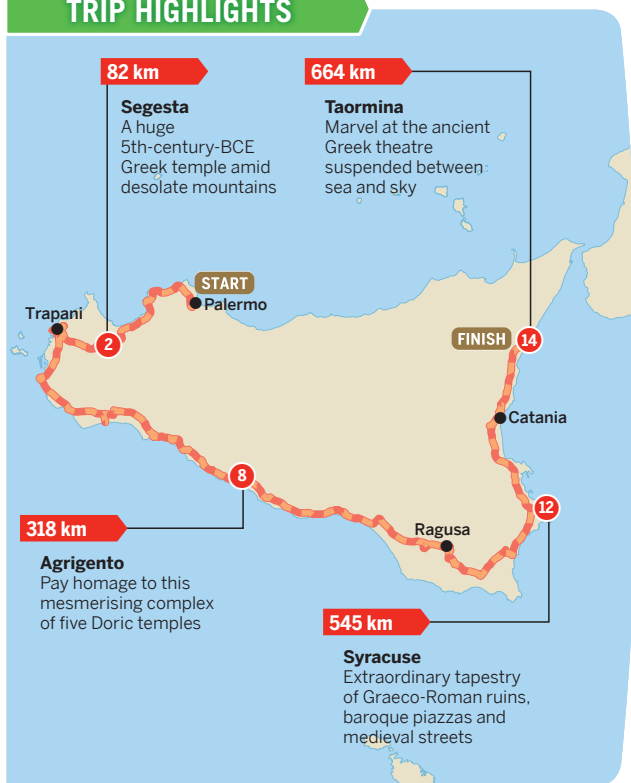 TRIP HIGHLIGHTS
82 km
Segesta
A huge
5th-century-BCE
Greek temple amid
desolate mountains
664 km
Taormina
Marvel at the ancient
Greek theatre
suspended between
sea and sky
START
Palermo
Trapani
2
FINISH
14
Catania
8
12
Ragusa
318 km
Agrigento
Pay homage to this
mesmerising complex
of five Doric temples
545 km
Syracuse
Extraordinary tapestry
of Graeco-Roman ruins,
baroque piazzas and
medieval streets